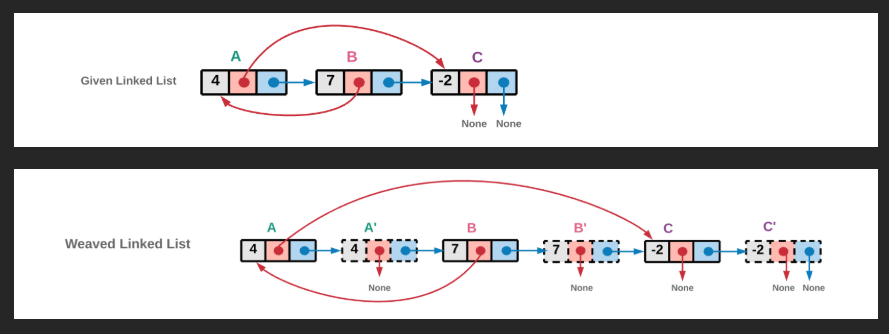 A B C
Given Linked List 4 7 -2
None None
A A' B B' C C'
Weaved Linked List 4 4 7 7 -2 -2
None None None None None